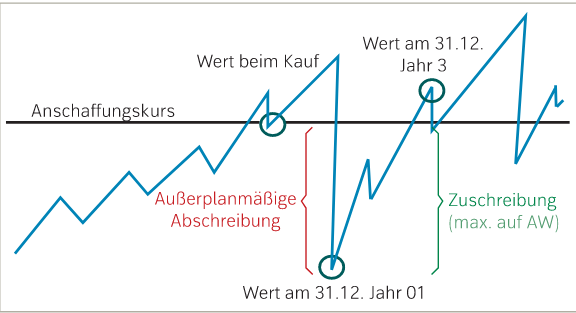 Wert am 31.12.
Jahr 3
Wert beim Kauf
Anschaffungskurs
Außerplanmäßige
Abschreibung
Zuschreibung
(max. auf AW)
Wert am 31.12. Jahr 01